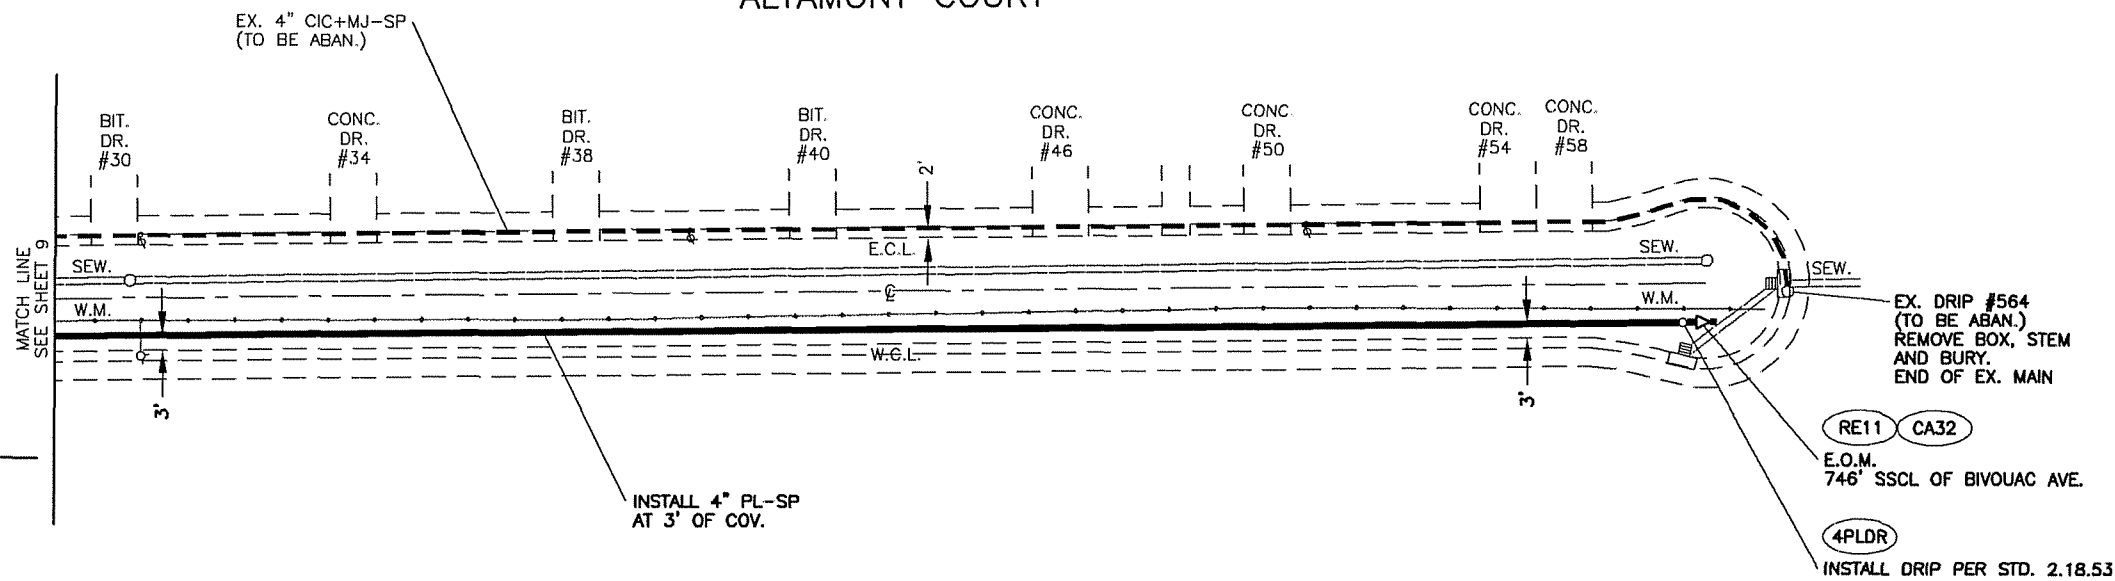 ALTAMONT COURT
EX. 4" CIC+MJ-SP
(TO BE ABAN.)
BIT.
DR.
#30
CONC.
DR.
#34
BIT.
DR.
#38
BIT.
DR.
#40
CONC.
DR.
#46
CONC.
DR.
#50
CONC.
DR.
#54
CONC.
DR.
#58
2'
MATCH LINE
SEE SHEET 9
E.C.L.
SEW.
SEW.
SEW.
W.M.
W.M.
W.C.L.
3'
3'
EX. DRIP #564
(TO BE ABAN.)
REMOVE BOX, STEM
AND BURY.
END OF EX. MAIN
RE11
CA32
E.O.M.
746' SSCL OF BIVOUAC AVE.
INSTALL 4" PL-SP
AT 3' OF COV.
4PLDR
INSTALL DRIP PER STD. 2.18.53